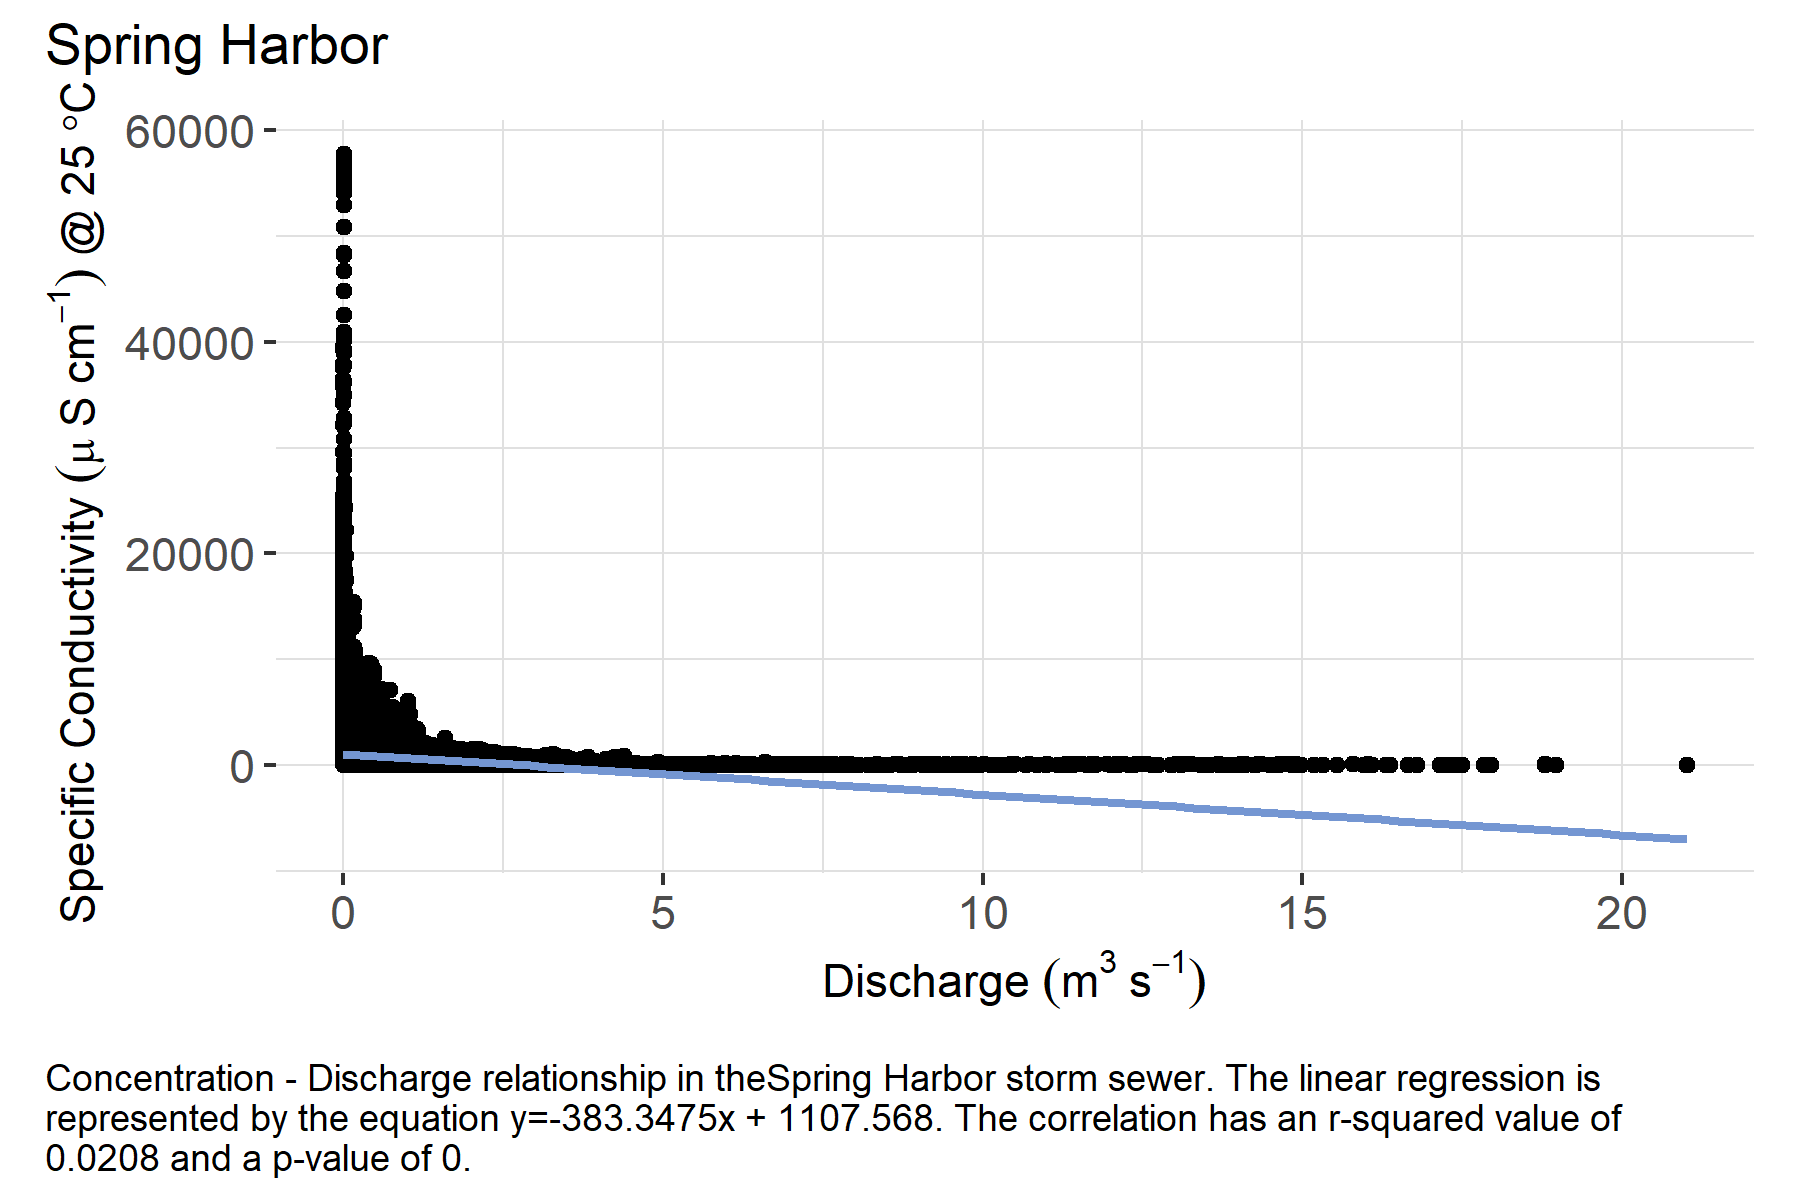 Spring Harbor
Specific Conductivity (μ S cm⁻¹) @ 25 °C
60000
40000
20000
0
0 5 10 15 20
Discharge (m³ s⁻¹)
Concentration - Discharge relationship in theSpring Harbor storm sewer. The linear regression is
represented by the equation y=-383.3475x + 1107.568. The correlation has an r-squared value of
0.0208 and a p-value of 0.